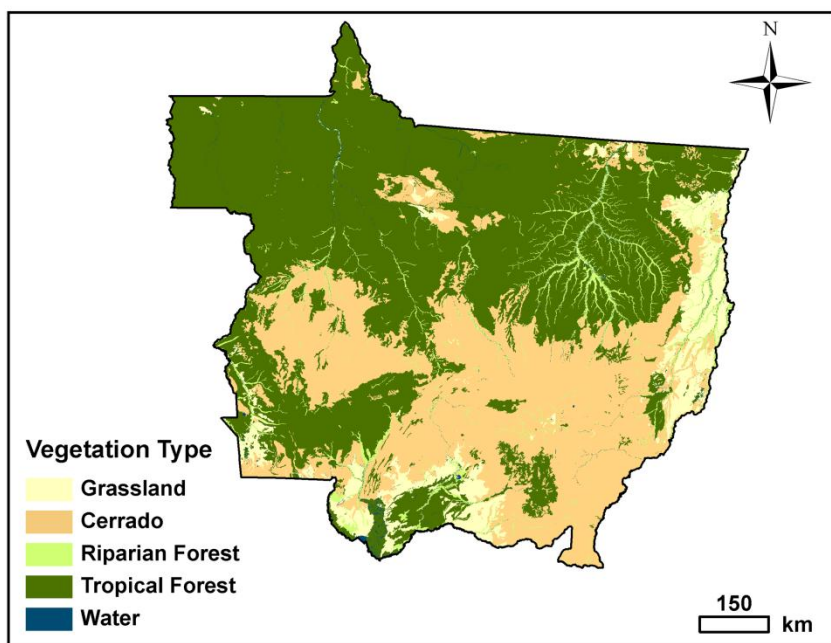 N
Vegetation Type
Grassland
Cerrado
Riparian Forest
Tropical Forest
Water
150
km